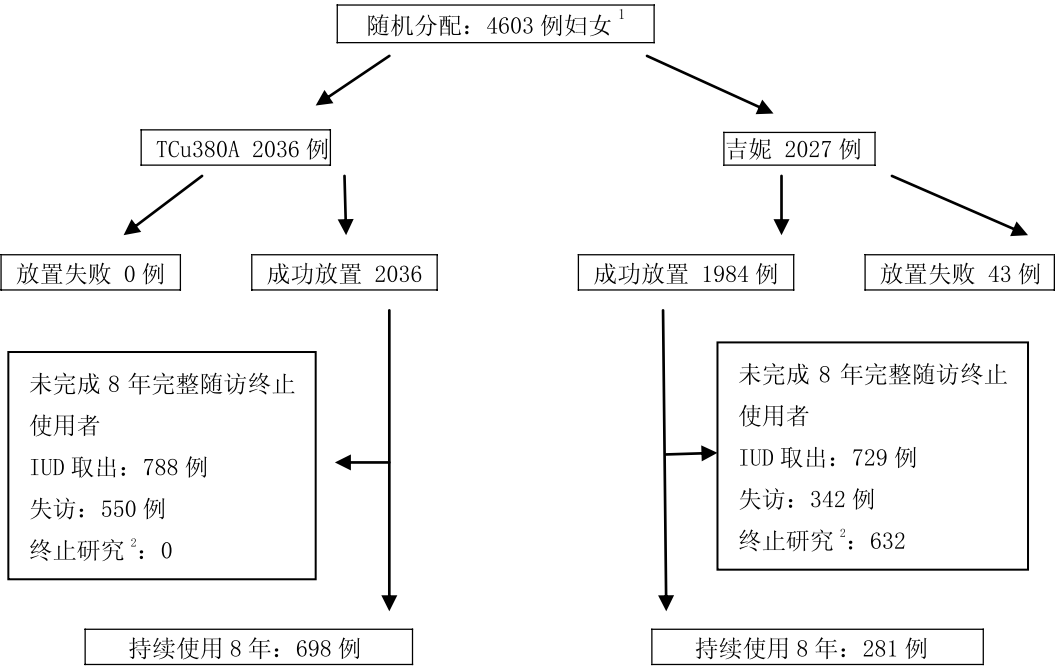 随机分配：4603 例妇女 1
TCu380A 2036 例
吉妮 2027 例
放置失败 0 例
成功放置 2036
成功放置 1984 例
放置失败 43 例
未完成 8 年完整随访终止
使用者
IUD 取出：788 例
失访：550 例
终止研究 2：0
未完成 8 年完整随访终止
使用者
IUD 取出：729 例
失访：342 例
终止研究 2：632
持续使用 8 年：698 例
持续使用 8 年：281 例